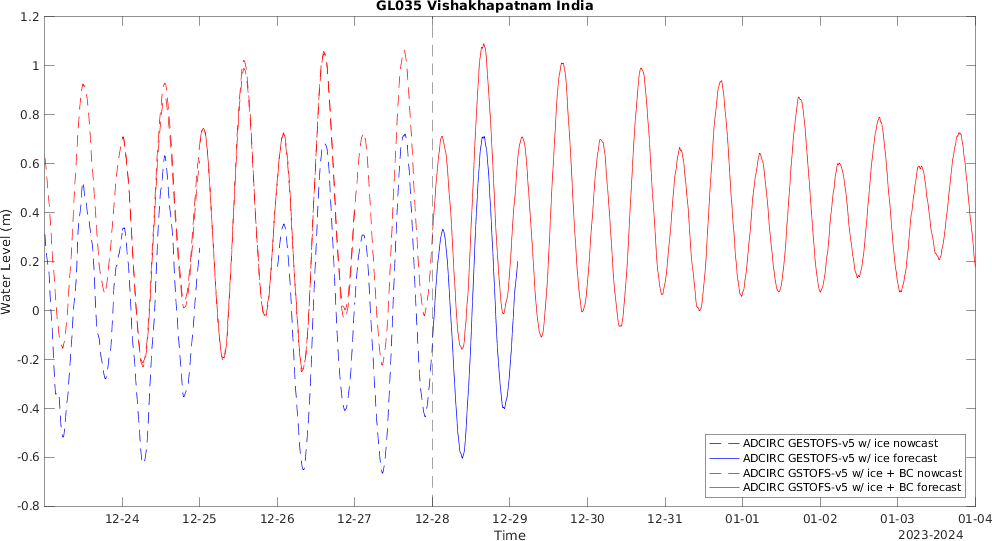 GL035 Vishakhapatnam India
1.2
1
0.8
0.6
0.4
0.2
0
-0.2
-0.4
-0.6
-0.8
Water Level (m)
ADCIRC GESTOFS-v5 w/ ice nowcast
ADCIRC GESTOFS-v5 w/ ice forecast
ADCIRC GSTOFS-v5 w/ ice + BC nowcast
ADCIRC GSTOFS-v5 w/ ice + BC forecast
12-24 12-25 12-26 12-27 12-28 12-29 12-30 12-31 01-01 01-02 01-03 01-04
Time
2023-2024